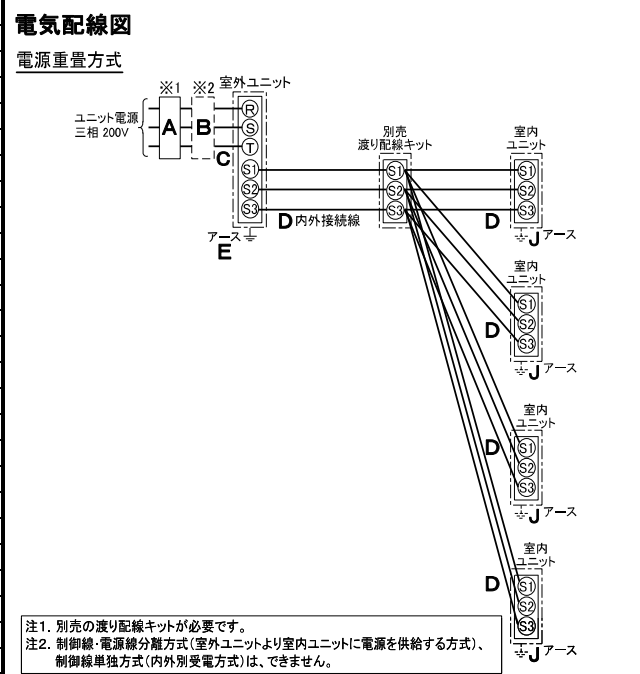 電気配線図
電源重畳方式
※1 ※2 室外ユニット
ユニット電源
三相 200V
A B C
R
S
T
S1
S2
S3
D 内外接続線
アース
E
別売
渡り配線キット
S1
S2
S3
室内
ユニット
S1
S2
S3
D
J アース
室内
ユニット
S1
S2
S3
D
J アース
室内
ユニット
S1
S2
S3
D
J アース
室内
ユニット
S1
S2
S3
D
J アース
注1. 別売の渡り配線キットが必要です。
注2. 制御線・電源線分離方式(室外ユニットより室内ユニットに電源を供給する方式)、
制御線単独方式(内外別受電方式)は、できません。